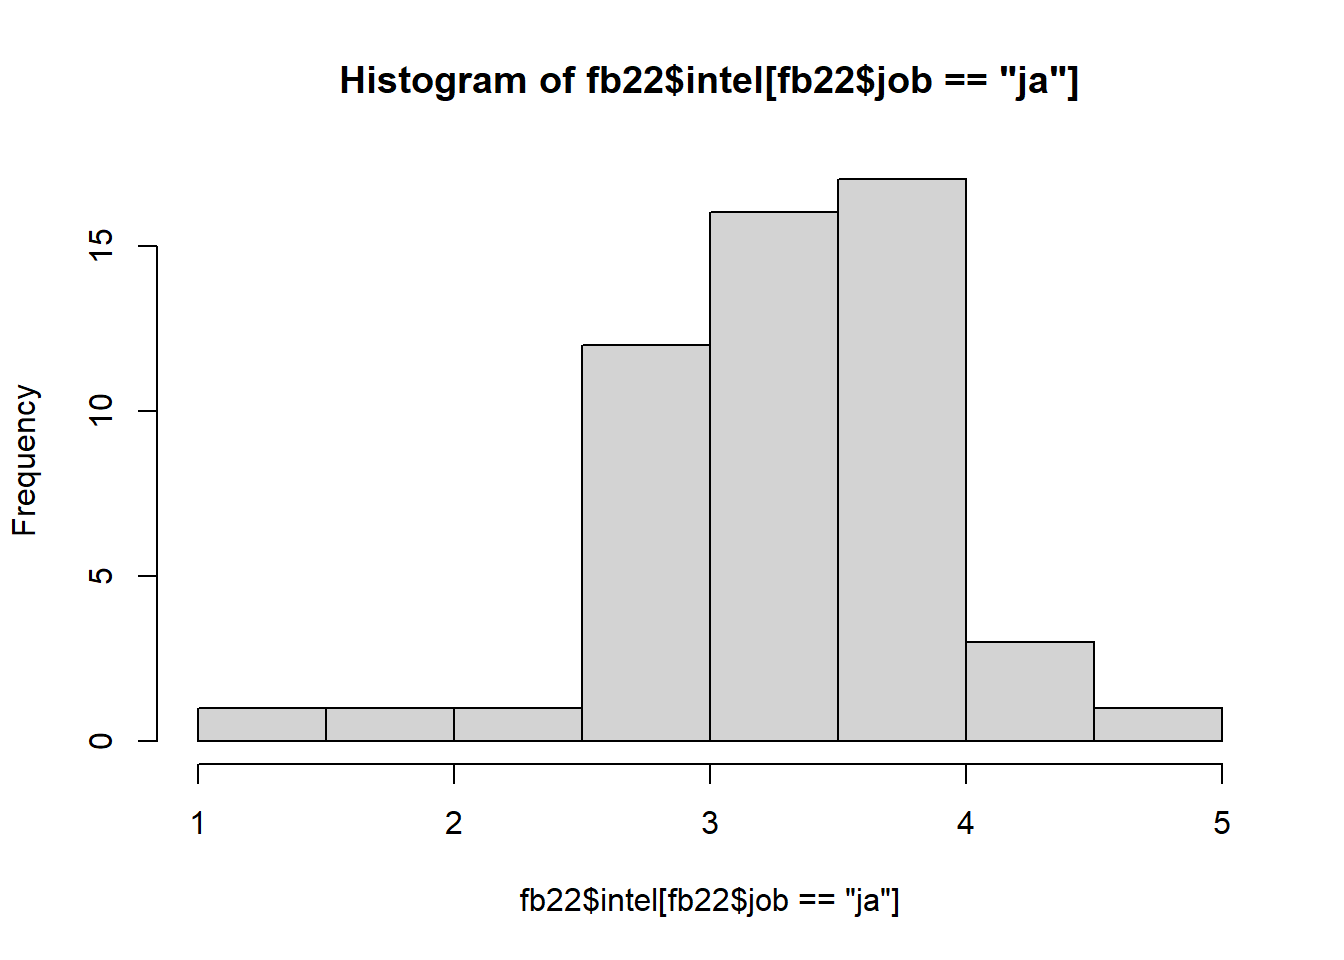 Histogram of fb22$intel[fb22$job == "ja"]
Frequency
15
10
5
0
1 2 3 4 5
fb22$intel[fb22$job == "ja"]